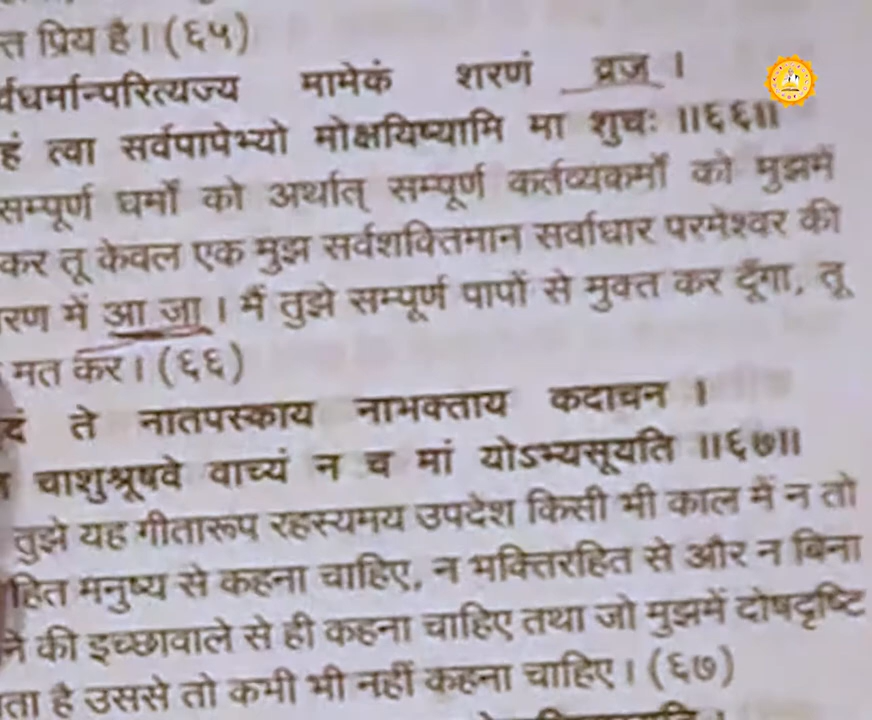 त प्रिय है। (६५)
र्वधर्मान्परित्यज्य मामेकं शरणं व्रज ।
हं त्वा सर्वपापेभ्यो मोक्षयिष्यामि मा शुचः ॥६६॥
सम्पूर्ण धर्मों को अर्थात् सम्पूर्ण कर्तव्यकर्मों को मुझमें
कर तू केवल एक मुझ सर्वशक्तिमान सर्वाधार परमेश्वर की
रण में आ जा । मैं तुझे सम्पूर्ण पापों से मुक्त कर दूँगा, तू
मत कर । (६६)
दं ते नातपस्काय नाभक्ताय कदाचन ।
चाशुश्रूषवे वाच्यं न च मां योऽभ्यसूयति ॥६७॥
तुझे यह गीतारूप रहस्यमय उपदेश किसी भी काल में न तो
हित मनुष्य से कहना चाहिए, न भक्तिरहित से और न बिना
ने की इच्छावाले से ही कहना चाहिए तथा जो मुझमें दोषदृष्टि
ता है उससे तो कभी भी नहीं कहना चाहिए । (६७)